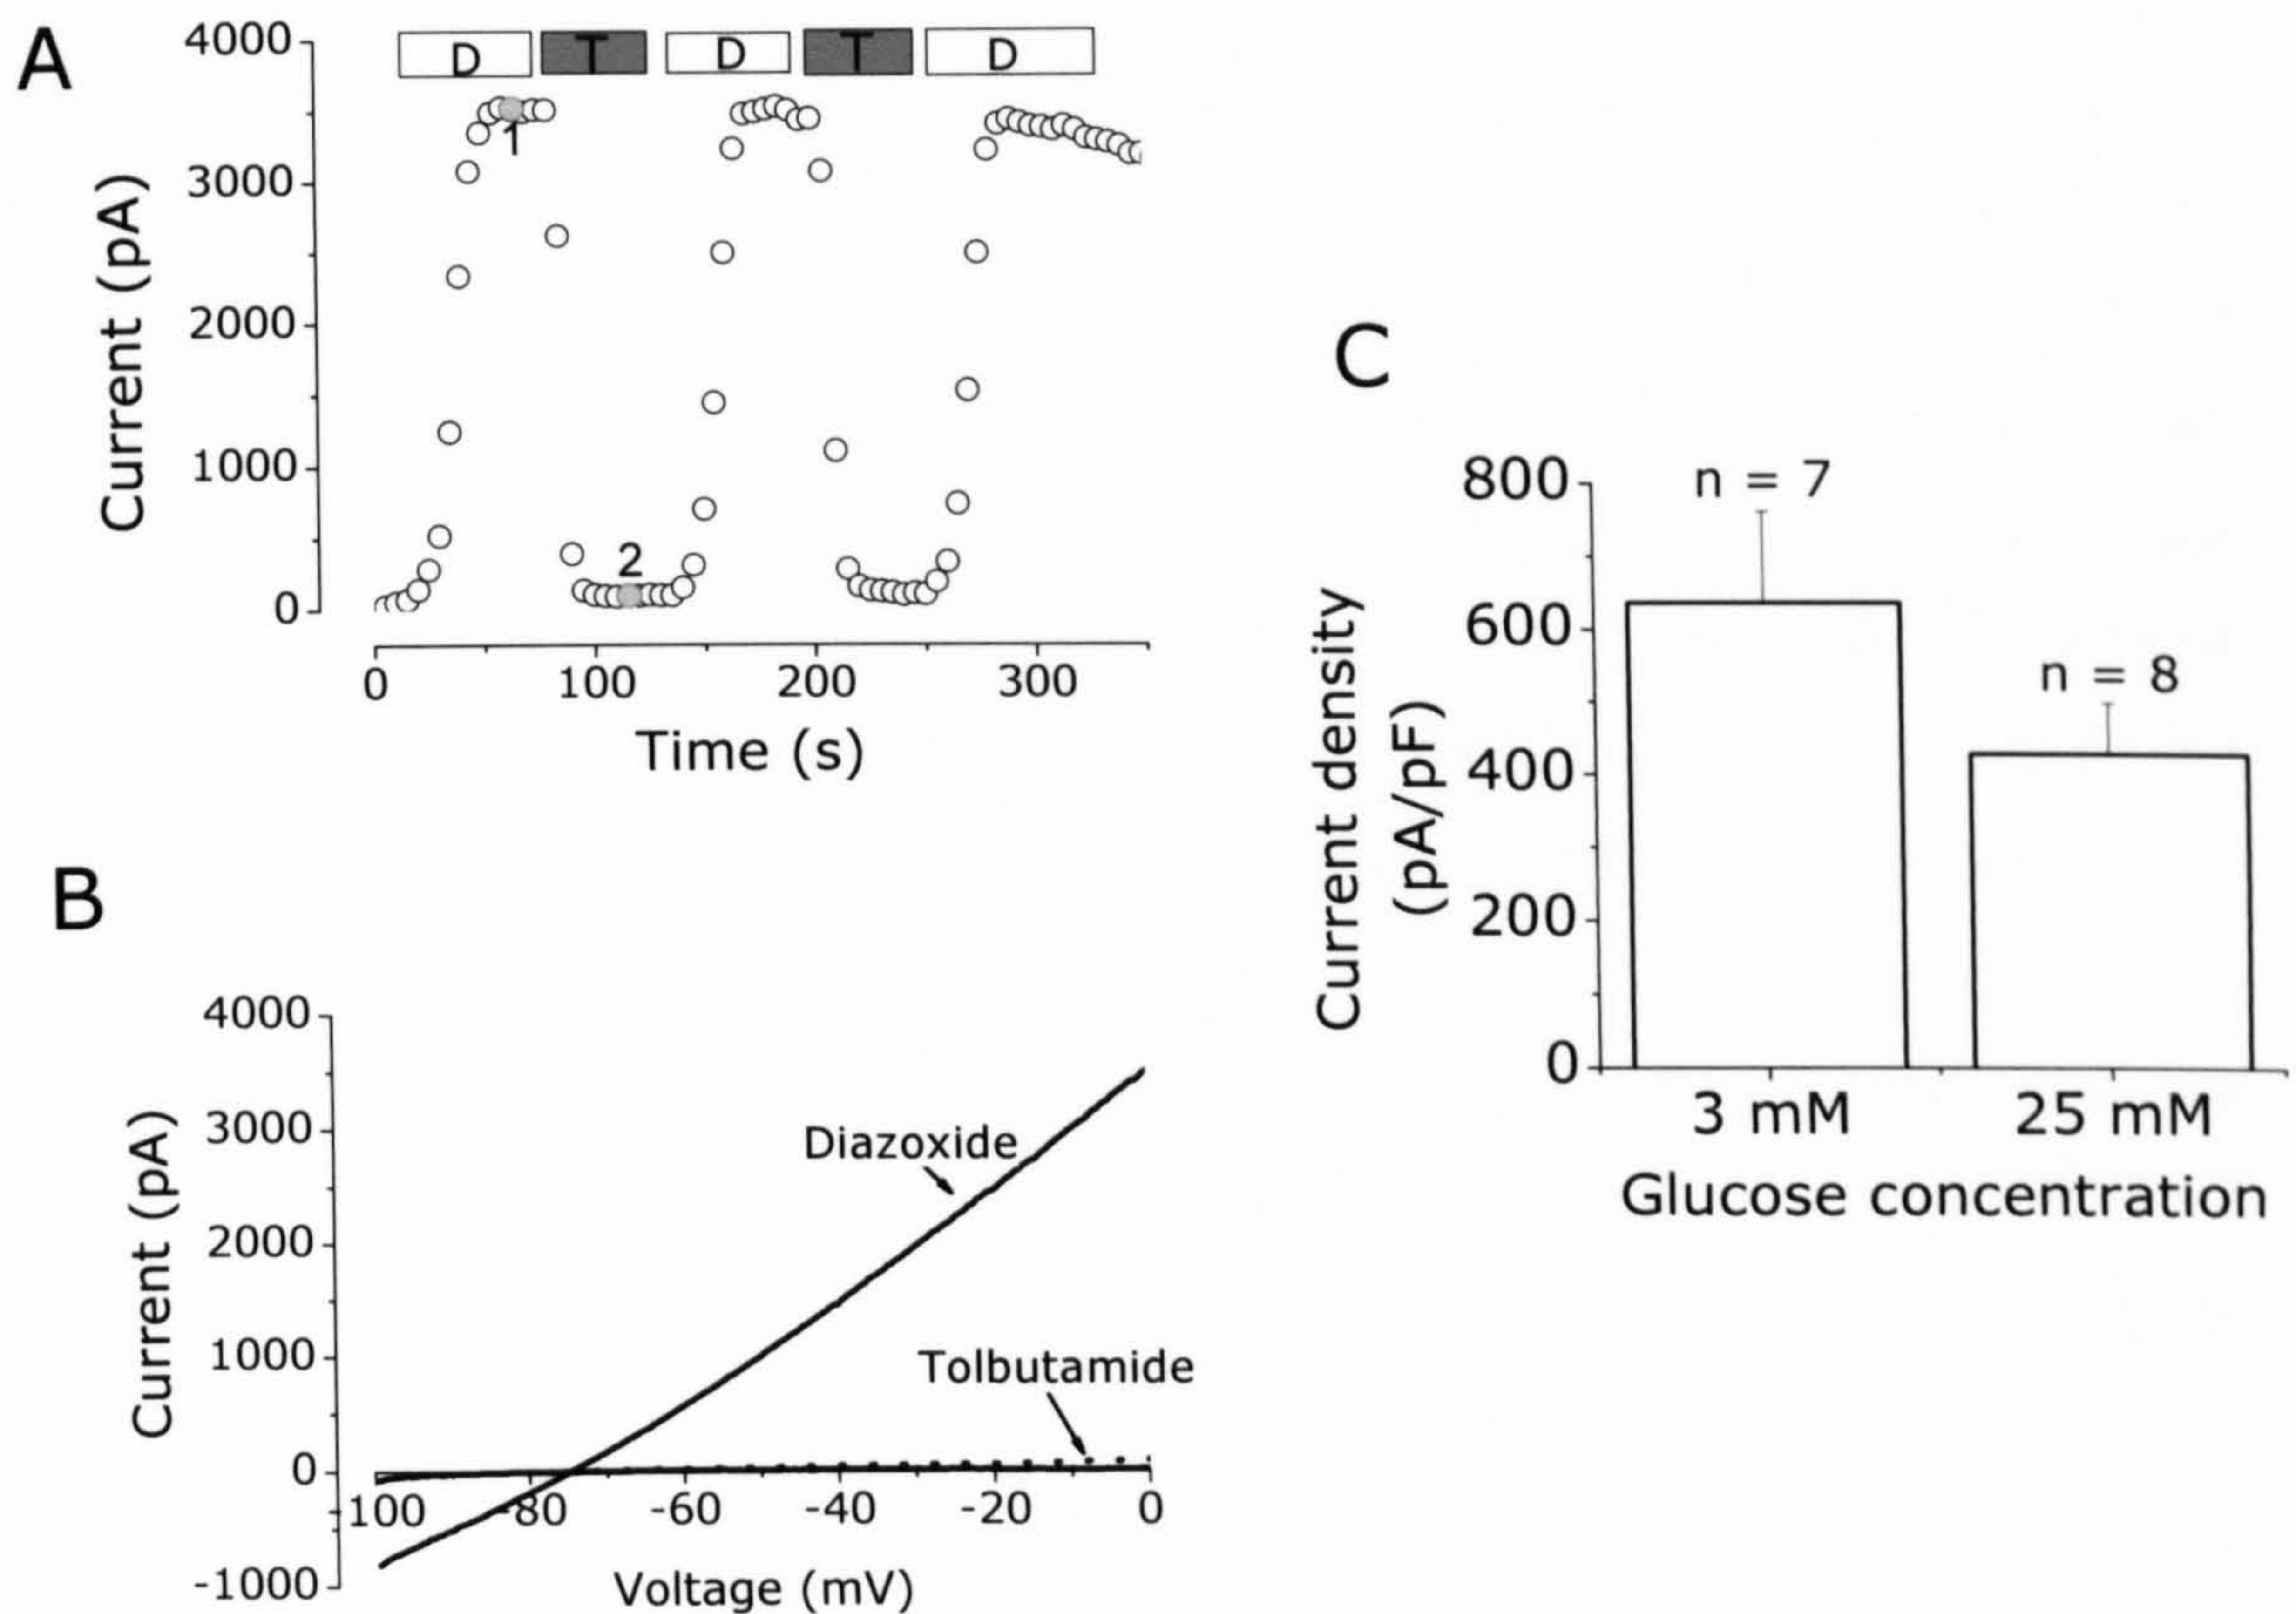 A
D T D T D
4000
3000
2000
1000
0
1
2
Current (pA)
0 100 200 300
Time (s)
B
4000
3000
2000
1000
0
-1000
Current (pA)
Diazoxide
Tolbutamide
-100 -80 -60 -40 -20 0
Voltage (mV)
C
800
600
400
200
0
n = 7
n = 8
Current density
(pA/pF)
3 mM 25 mM
Glucose concentration